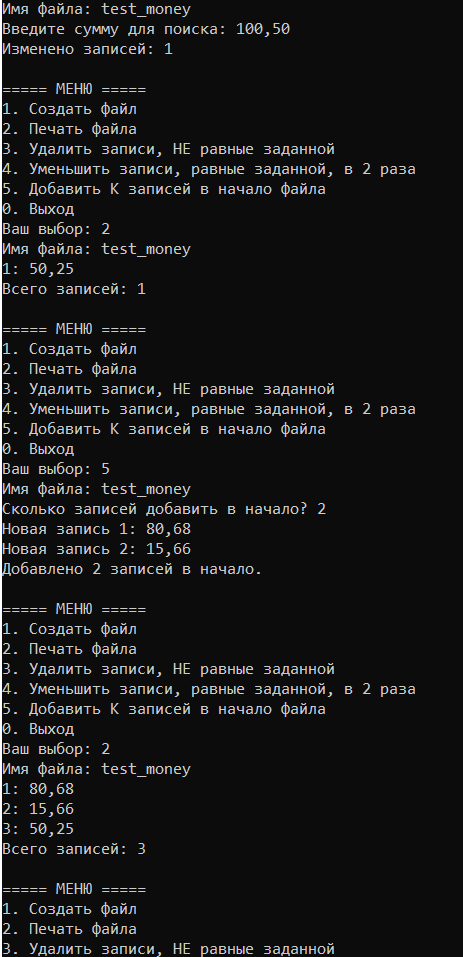 Имя файла: test_money
Введите сумму для поиска: 100,50
Изменено записей: 1

===== МЕНЮ =====
1. Создать файл
2. Печать файла
3. Удалить записи, НЕ равные заданной
4. Уменьшить записи, равные заданной, в 2 раза
5. Добавить К записей в начало файла
0. Выход
Ваш выбор: 2
Имя файла: test_money
1: 50,25
Всего записей: 1

===== МЕНЮ =====
1. Создать файл
2. Печать файла
3. Удалить записи, НЕ равные заданной
4. Уменьшить записи, равные заданной, в 2 раза
5. Добавить К записей в начало файла
0. Выход
Ваш выбор: 5
Имя файла: test_money
Сколько записей добавить в начало? 2
Новая запись 1: 80,68
Новая запись 2: 15,66
Добавлено 2 записей в начало.

===== МЕНЮ =====
1. Создать файл
2. Печать файла
3. Удалить записи, НЕ равные заданной
4. Уменьшить записи, равные заданной, в 2 раза
5. Добавить К записей в начало файла
0. Выход
Ваш выбор: 2
Имя файла: test_money
1: 80,68
2: 15,66
3: 50,25
Всего записей: 3

===== МЕНЮ =====
1. Создать файл
2. Печать файла
3. Удалить записи, НЕ равные заданной